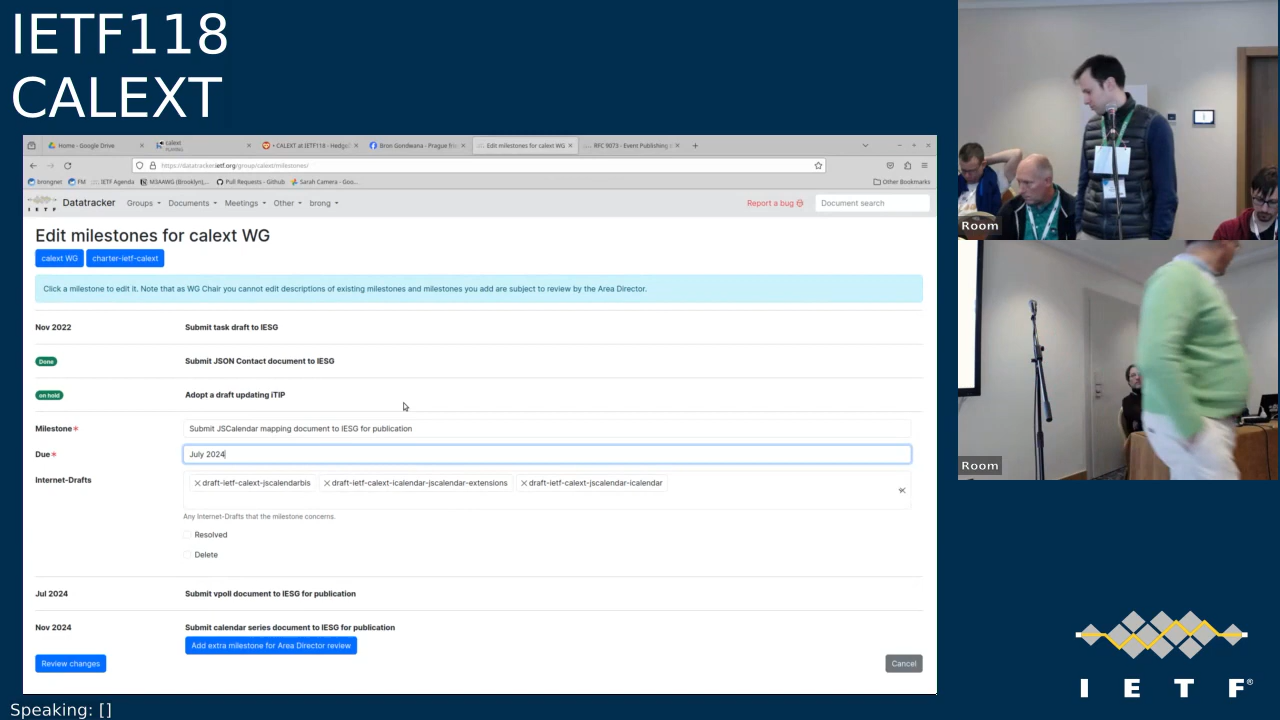 IETF118
CALEXT
Home - Google Drive
calext
CALEXT at IETF118 - Hedge
Bron Gondwana - Prague frie
Edit milestones for calext WG
RFC 9073 - Event Publishing e
https://datatracker.ietf.org/group/calext/milestones/
brongnet
FM
IETF Agenda
M3AAWG (Brooklyn)...
Pull Requests · Github
Sarah Camera - Goo...
Other Bookmarks
IETF
Datatracker
Groups
Documents
Meetings
Other
brong
Report a bug
Document search
Edit milestones for calext WG
calext WG
charter-ietf-calext
Click a milestone to edit it. Note that as WG Chair you cannot edit descriptions of existing milestones and milestones you add are subject to review by the Area Director.
Nov 2022 Submit task draft to IESG
Done Submit JSON Contact document to IESG
on hold Adopt a draft updating iTIP
Milestone* Submit JSCalendar mapping document to IESG for publication
Due* July 2024
Internet-Drafts ×draft-ietf-calext-jscalendarbis ×draft-ietf-calext-icalendar-jscalendar-extensions ×draft-ietf-calext-jscalendar-icalendar
Any Internet-Drafts that the milestone concerns.
Resolved
Delete
Jul 2024 Submit vpoll document to IESG for publication
Nov 2024 Submit calendar series document to IESG for publication
Add extra milestone for Area Director review
Review changes
Cancel
Room
Room
I E T F®
Speaking: []